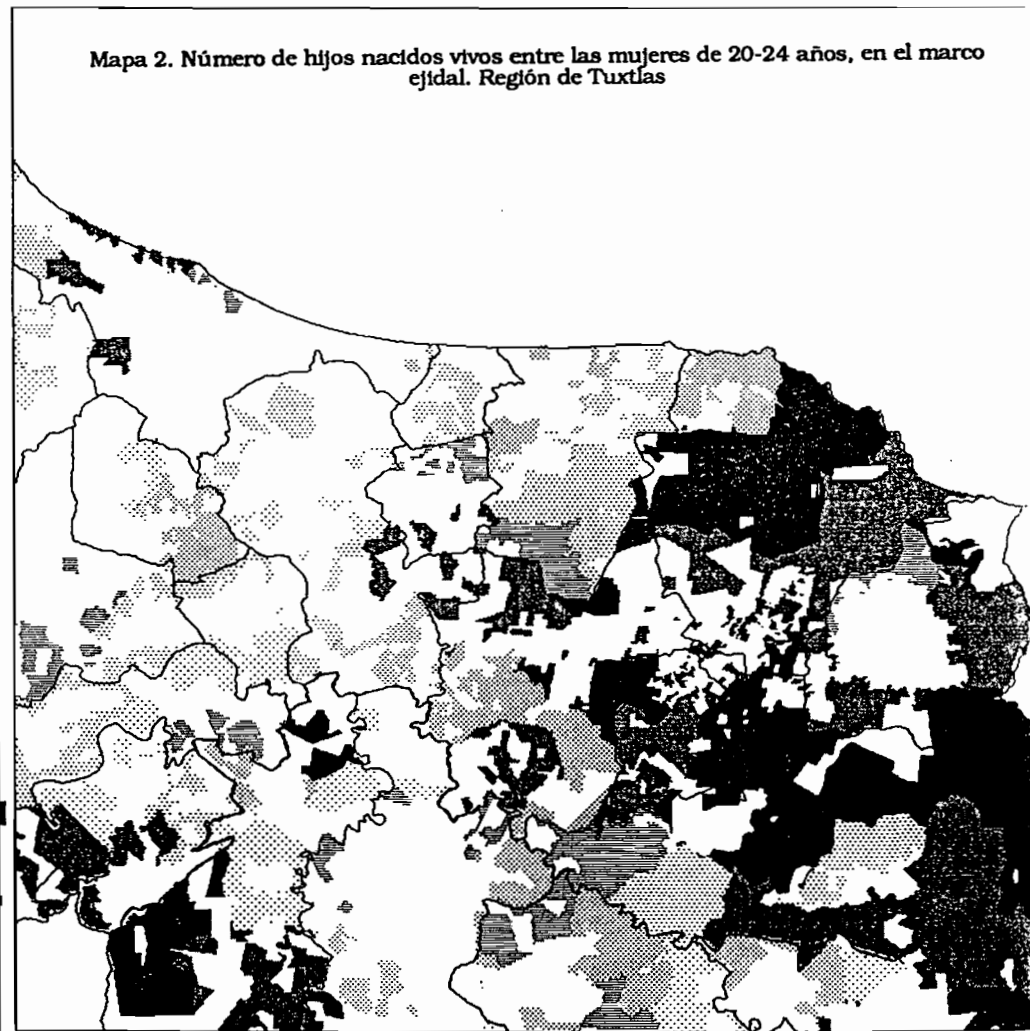 Mapa 2. Número de hijos nacidos vivos entre las mujeres de 20-24 años, en el marco
ejidal. Región de Tuxtlas